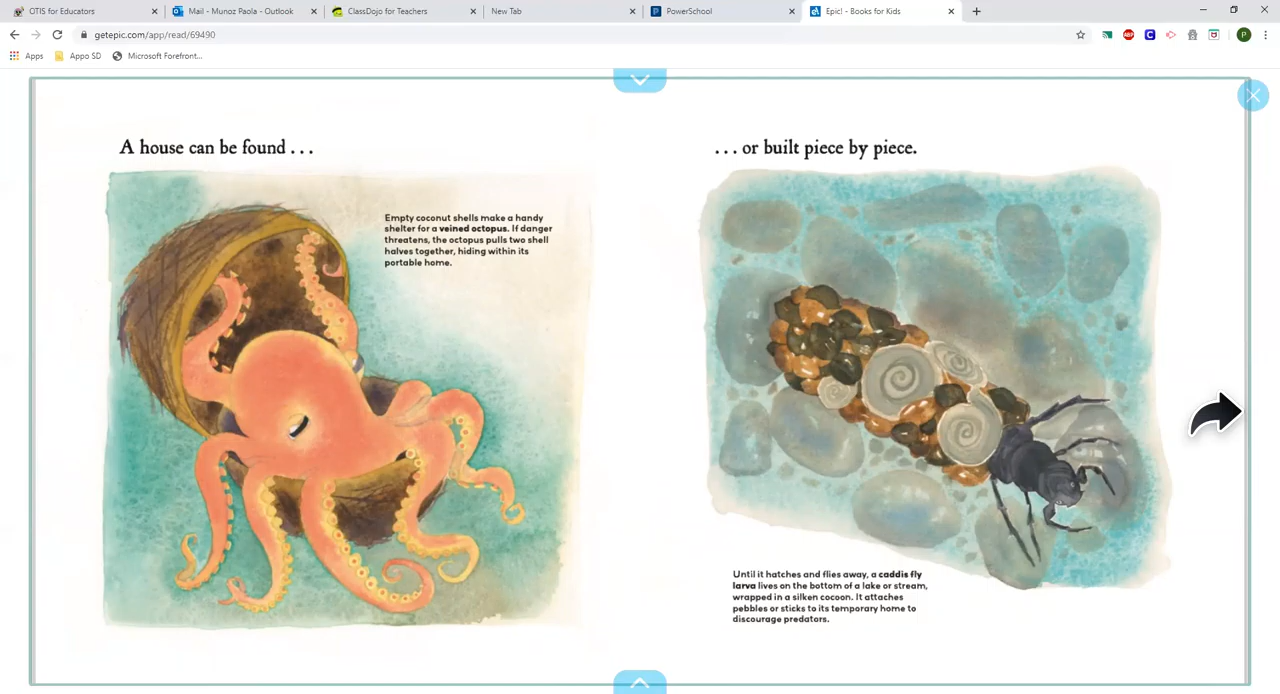 OTIS for Educators
Mail - Munoz Paola - Outlook
ClassDojo for Teachers
New Tab
PowerSchool
Epic! - Books for Kids
getepic.com/app/read/69490
P
Apps
Appo SD
Microsoft Forefront...
A house can be found . . .
. . . or built piece by piece.
Empty coconut shells make a handy
shelter for a veined octopus. If danger
threatens, the octopus pulls two shell
halves together, hiding within its
portable home.
Until it hatches and flies away, a caddis fly
larva lives on the bottom of a lake or stream,
wrapped in a silken cocoon. It attaches
pebbles or sticks to its temporary home to
discourage predators.